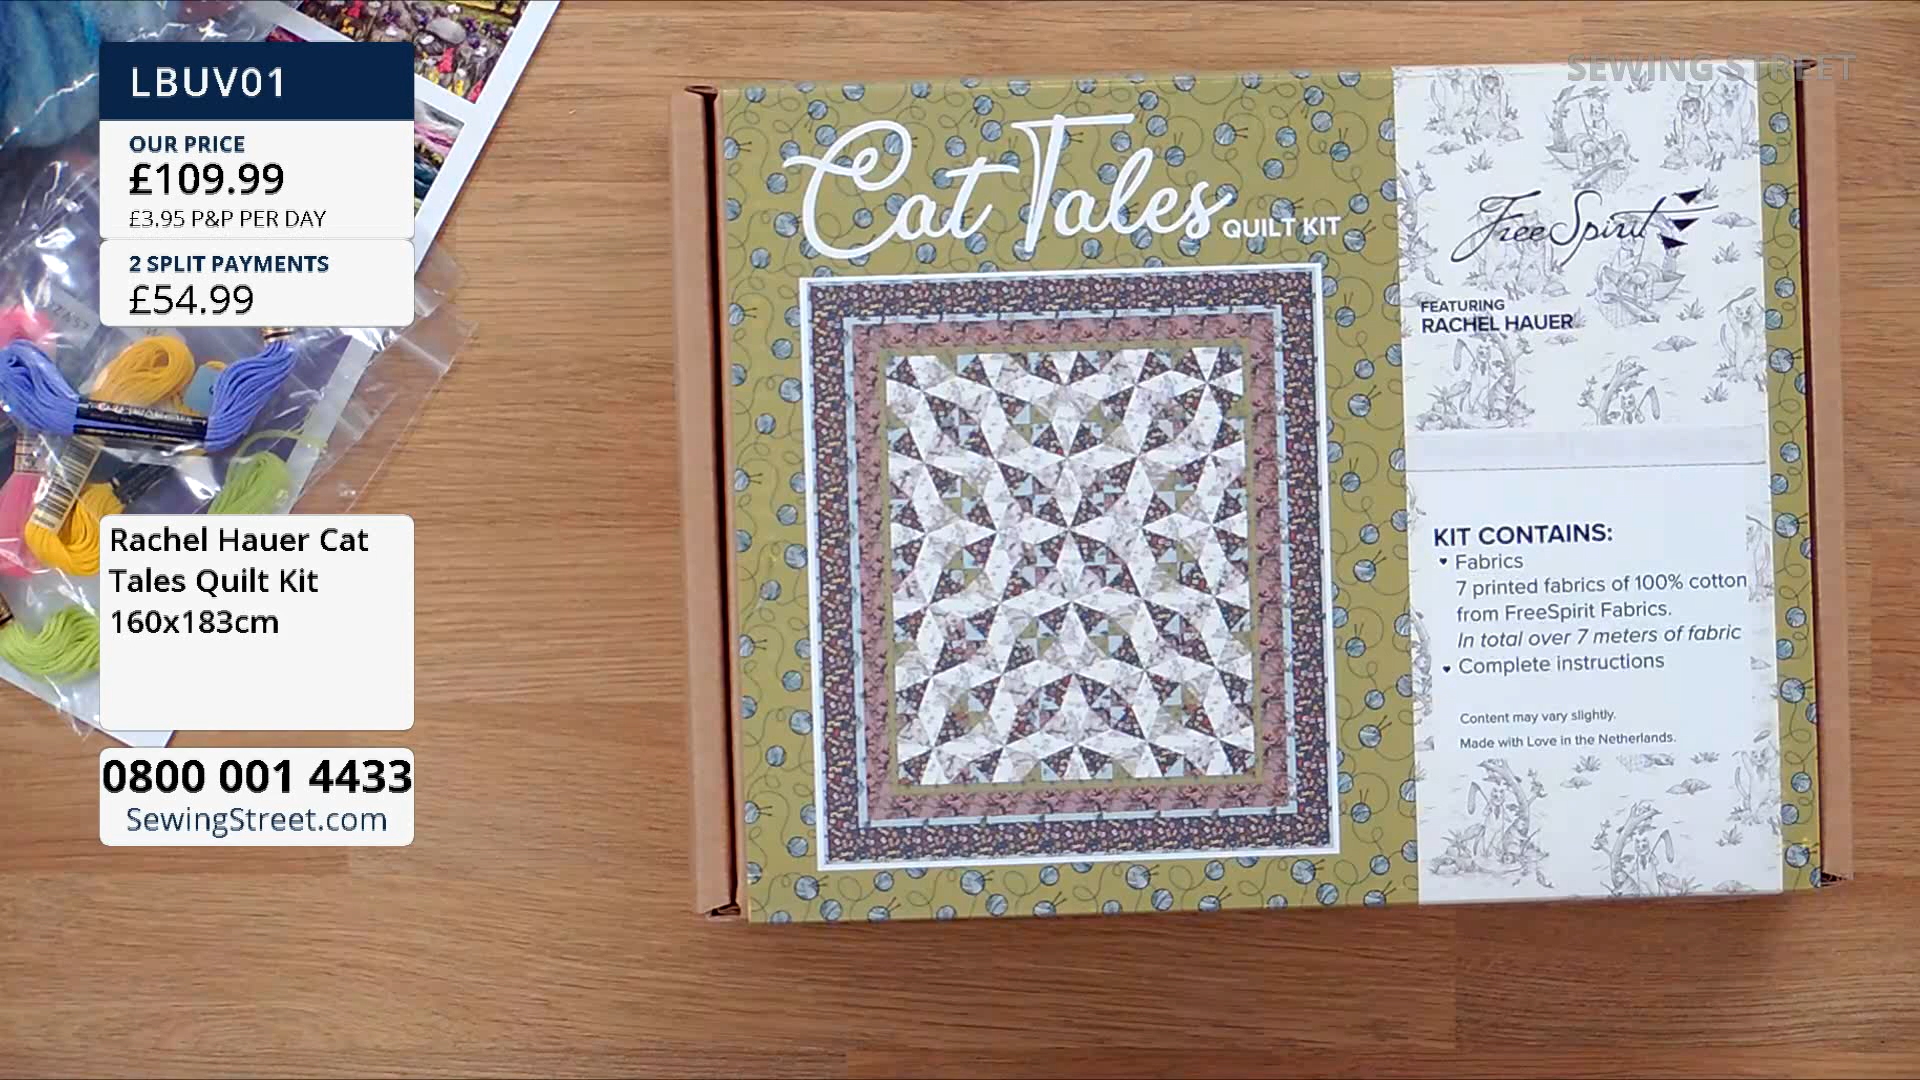 LBUV01
OUR PRICE
£109.99
£3.95 P&P PER DAY
2 SPLIT PAYMENTS
£54.99
Rachel Hauer Cat
Tales Quilt Kit
160x183cm
0800 001 4433
SewingStreet.com
SEWING STREET
Cat Tales
QUILT KIT
FreeSpirit
FEATURING
RACHEL HAUER
KIT CONTAINS:
♥ Fabrics
7 printed fabrics of 100% cotton
from FreeSpirit Fabrics.
In total over 7 meters of fabric
♥ Complete instructions
Content may vary slightly.
Made with Love in the Netherlands.